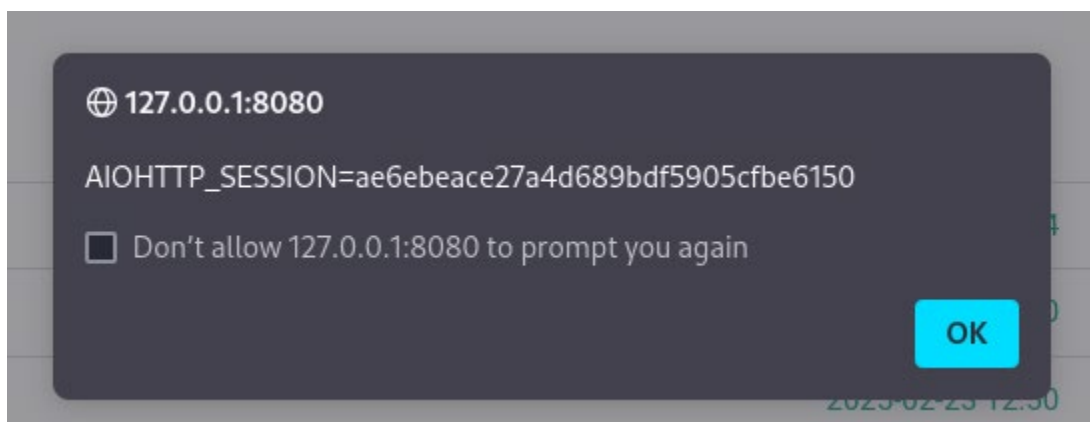 127.0.0.1:8080
AIOHTTP_SESSION=ae6ebeace27a4d689bdf5905cfbe6150
Don't allow 127.0.0.1:8080 to prompt you again
OK